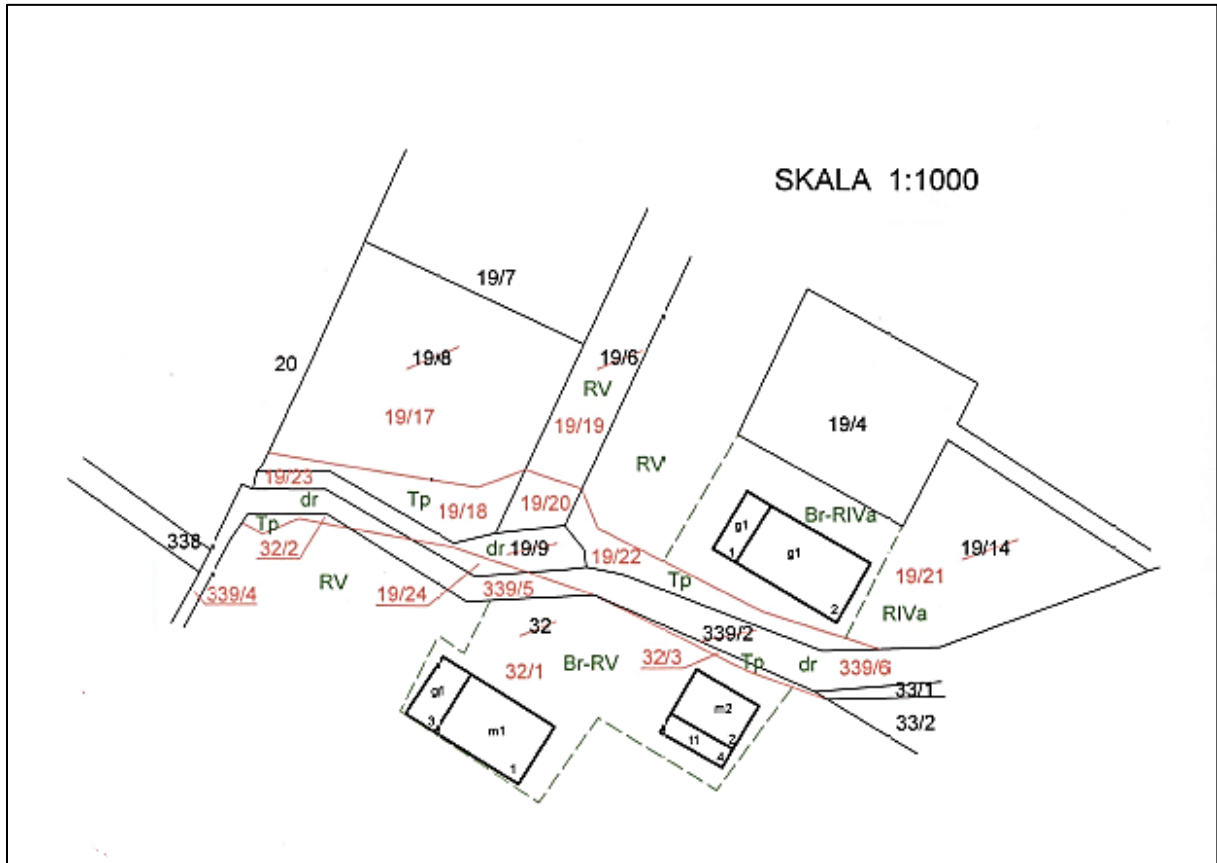 SKALA 1:1000
19/7
19/8
19/6
20
RV
19/17
19/19
19/4
RV
Br-RIVa
g1
g1
1
2
19/14
19/23
dr
Tp
19/18
19/20
338
Tp
32/2
dr
19/9
19/22
Tp
19/21
RIVa
RV
339/4
19/24
339/5
32
339/2
32/1
Br-RV
32/3
Tp
dr
339/6
33/1
33/2
g1
3
m1
1
m2
2
t1
4